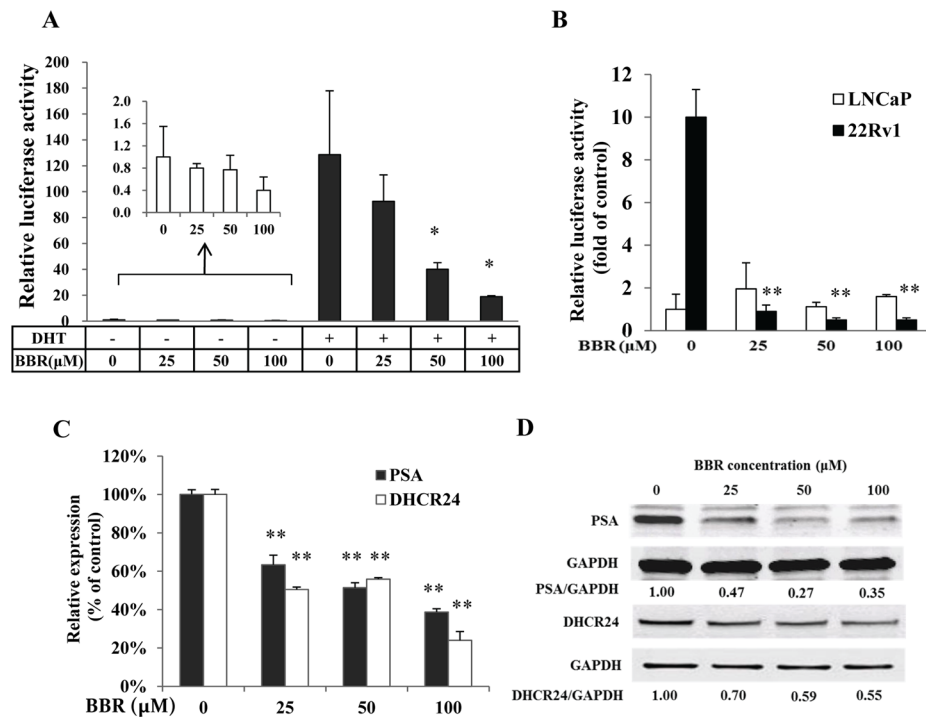 A
Relative luciferase activity
200
180
160
140
120
100
80
60
40
20
0
2.0
1.6
1.2
0.8
0.4
0.0
0 25 50 100
*
*
DHT - - - - + + + +
BBR(μM) 0 25 50 100 0 25 50 100
B
Relative luciferase activity
(fold of control)
12
10
8
6
4
2
0
LNCaP
22Rv1
** ** **
BBR (μM) 0 25 50 100
C
Relative expression
(% of control)
120%
100%
80%
60%
40%
20%
0%
PSA
DHCR24
** ** ** ** ** **
BBR (μM) 0 25 50 100
D
BBR concentration (μM)
0 25 50 100
PSA
GAPDH
PSA/GAPDH 1.00 0.47 0.27 0.35
DHCR24
GAPDH
DHCR24/GAPDH 1.00 0.70 0.59 0.55